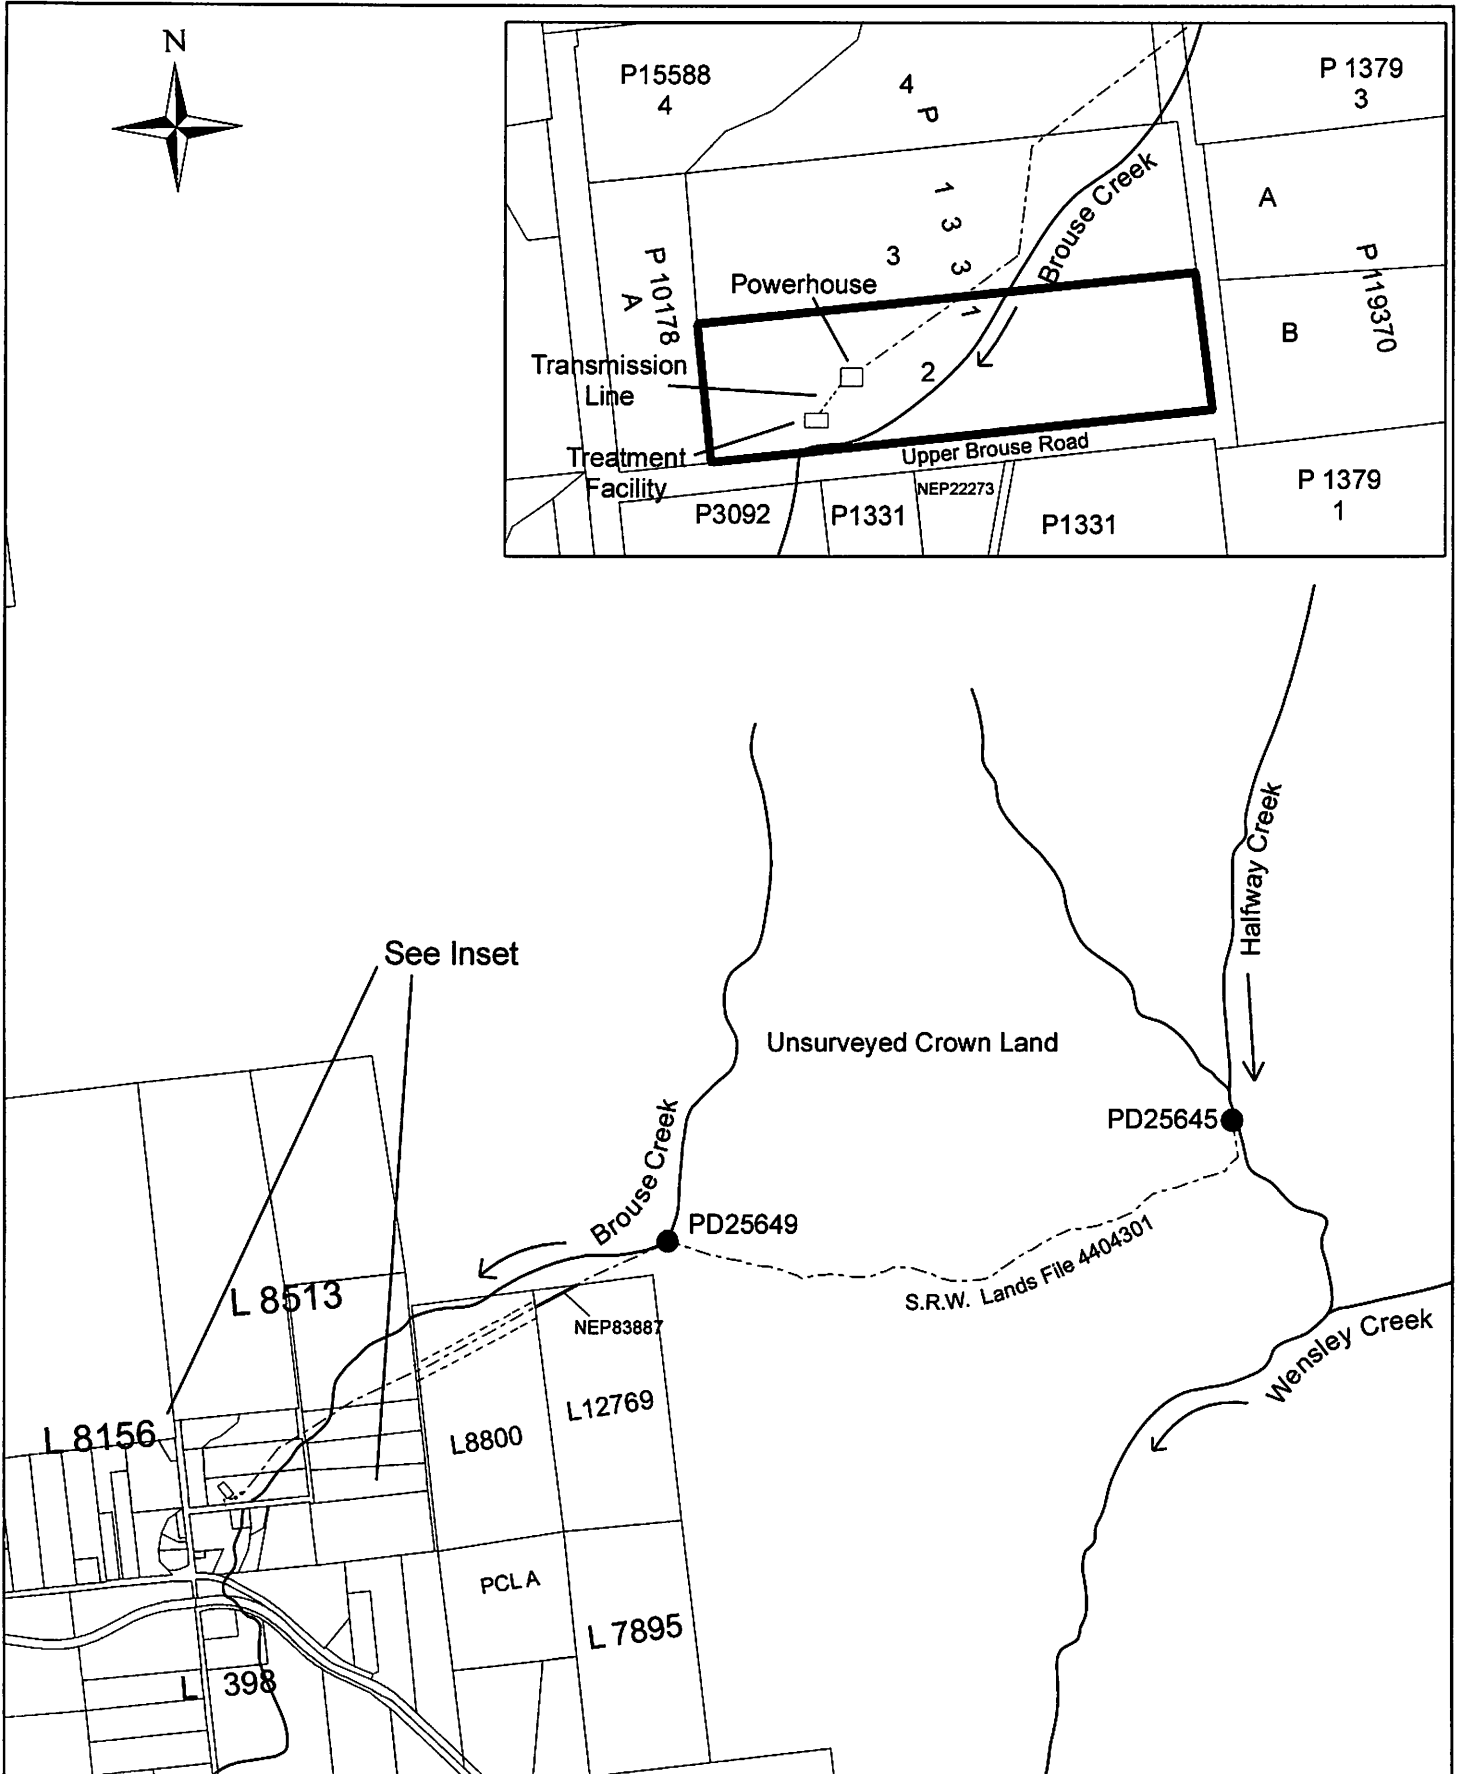 N
P15588
4
4
P
1
3
3
1
P 1379
3
A
P 10178
A
3
Brouse Creek
P 119370
B
Powerhouse
Transmission
Line
2
Treatment
Facility
Upper Brouse Road
NEP22273
P3092
P1331
P1331
P 1379
1
Halfway Creek
See Inset
Unsurveyed Crown Land
PD25645
Brouse Creek
PD25649
S.R.W. Lands File 4404301
L 8513
NEP83887
Wensley Creek
L12769
L 8156
L8800
PCL A
L 7895
L 398